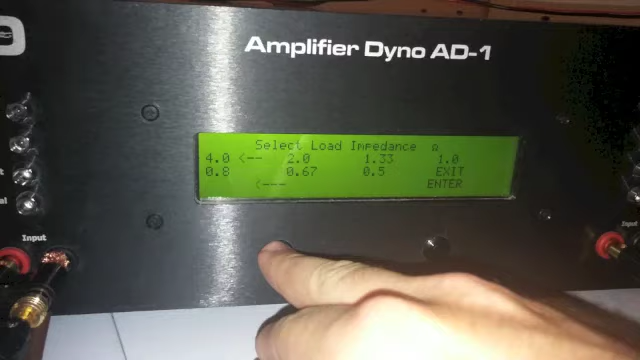 Amplifier Dyno AD-1
Select Load Impedance Ω
4.0 <-- 2.0 1.33 1.0
0.8 0.67 0.5 EXIT
<--- ENTER
Input